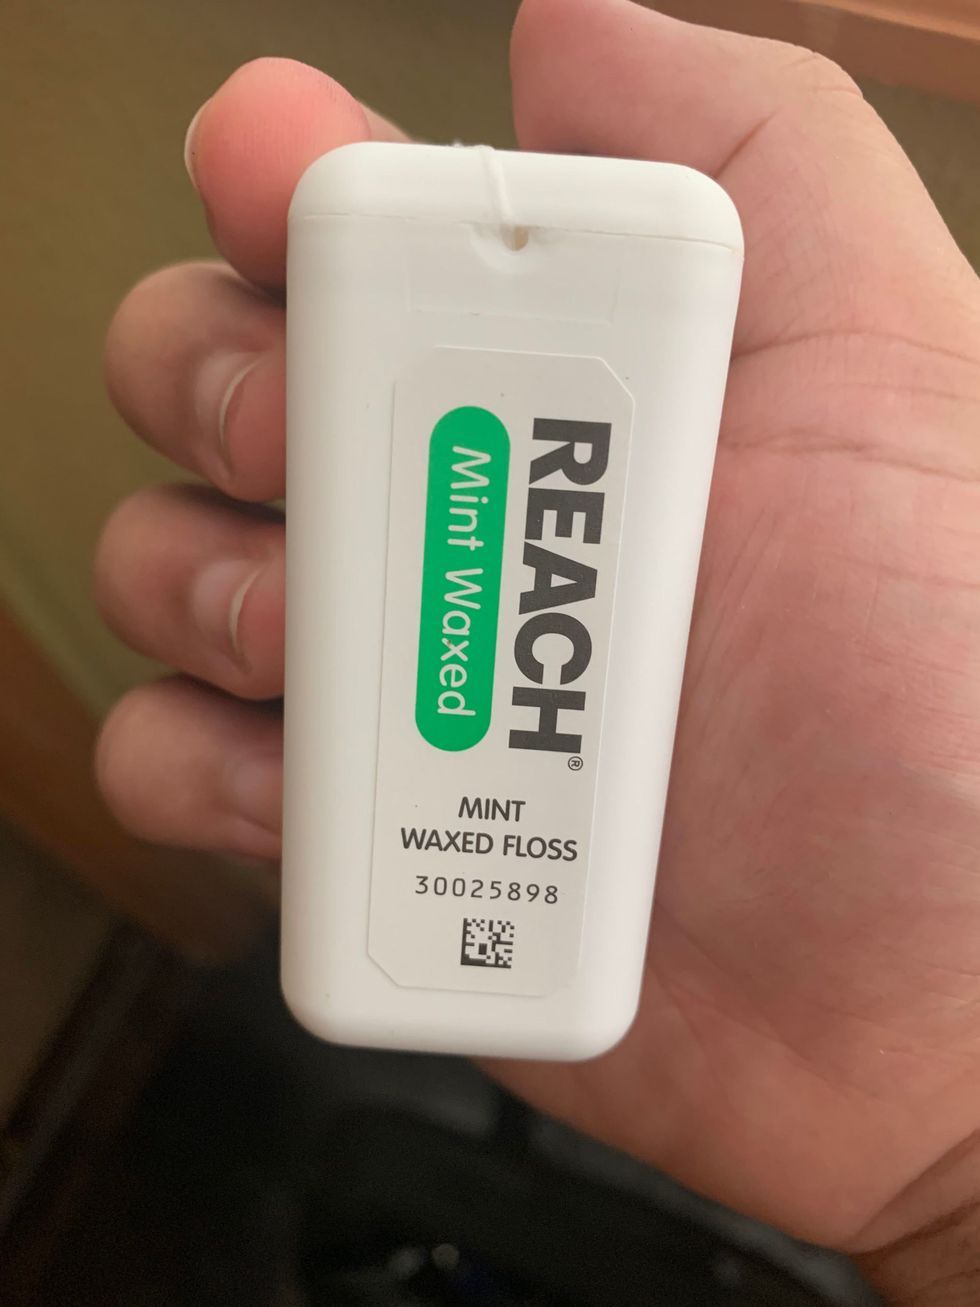 REACH®
Mint Waxed
MINT
WAXED FLOSS
30025898